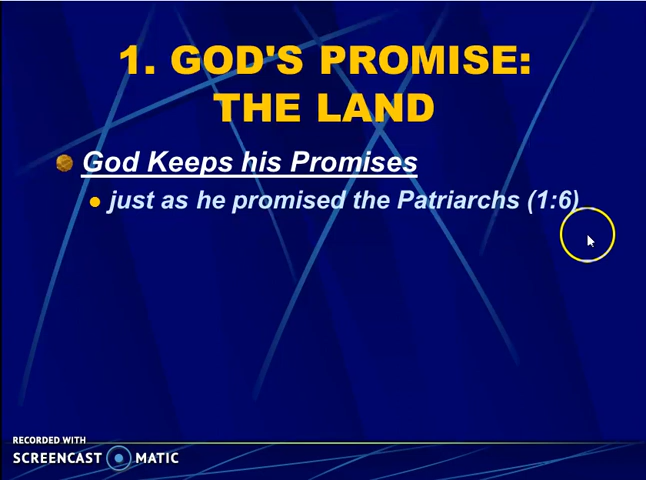 1. GOD'S PROMISE:
THE LAND
God Keeps his Promises
just as he promised the Patriarchs (1:6)
RECORDED WITH
SCREENCAST MATIC